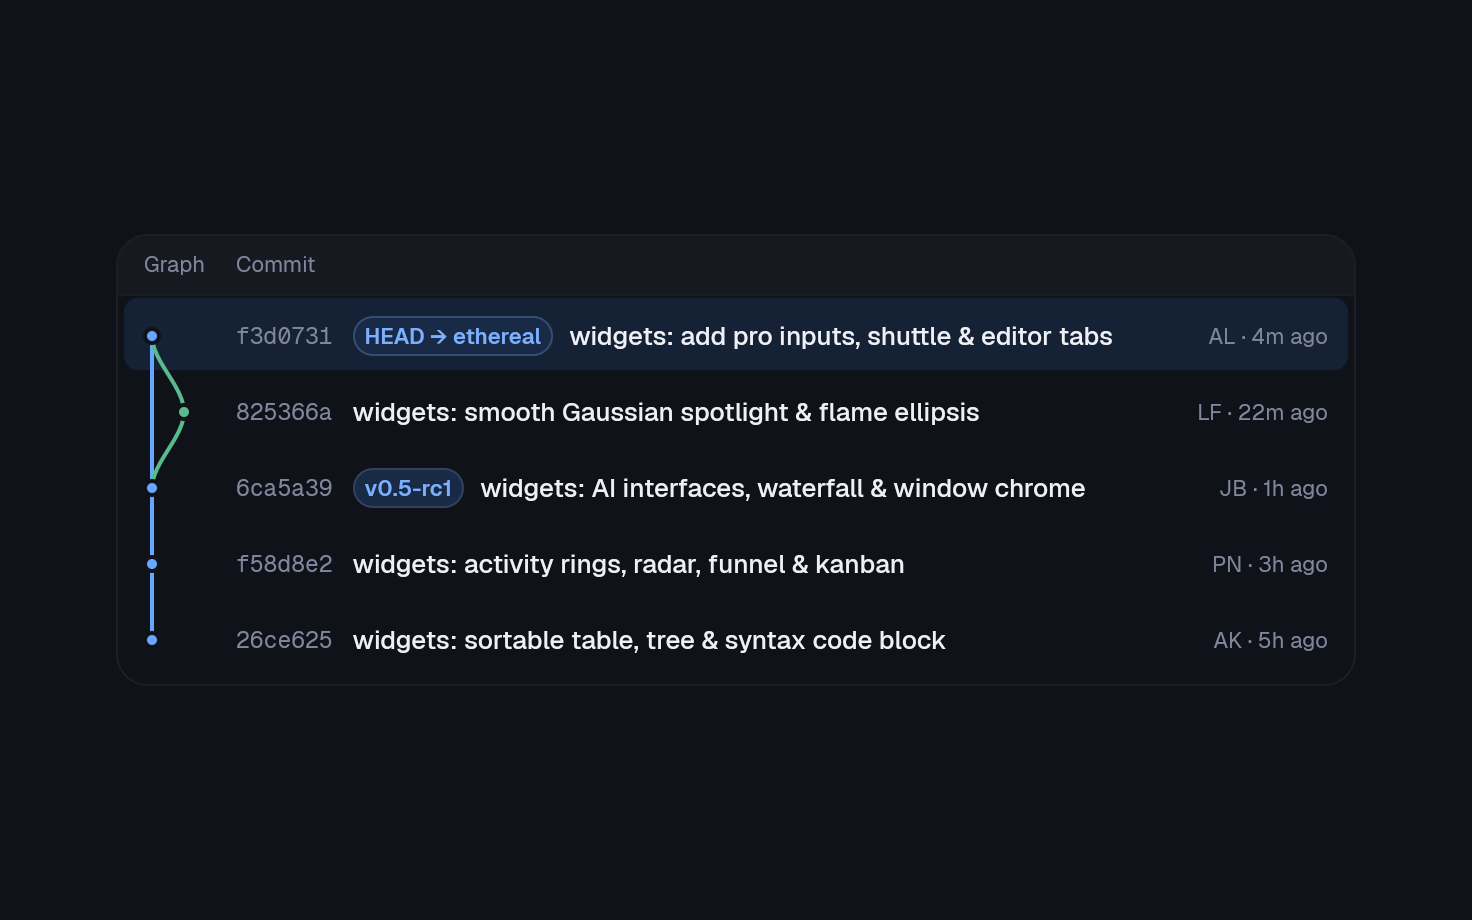 Graph Commit
f3d0731 HEAD → ethereal widgets: add pro inputs, shuttle & editor tabs AL · 4m ago
825366a widgets: smooth Gaussian spotlight & flame ellipsis LF · 22m ago
6ca5a39 v0.5-rc1 widgets: AI interfaces, waterfall & window chrome JB · 1h ago
f58d8e2 widgets: activity rings, radar, funnel & kanban PN · 3h ago
26ce625 widgets: sortable table, tree & syntax code block AK · 5h ago